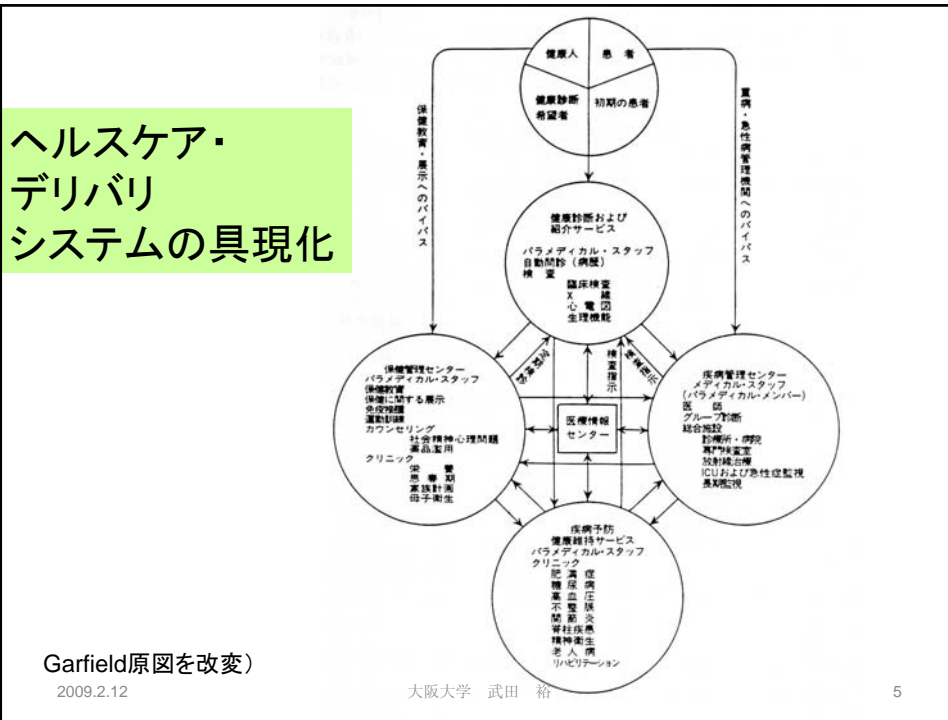 ヘルスケア・
デリバリ
システムの具現化
健康人
患 者
健康診断
希望者
初期の患者
保健教育・展示へのバイパス
重病・急性病管理機関へのバイパス
健康診断および
紹介サービス
パラメディカル・スタッフ
自動問診(病歴)
検 査
臨床検査
X 線
心 電 図
生理機能
検査指示
検査指示
保健管理センター
パラメディカル・スタッフ
保健教育
保健に関する展示
免疫接種
運動訓練
カウンセリング
社会精神心理問題
薬品濫用
クリニック
栄 養
思 春 期
家族計画
母子衛生
医療情報
センター
疾病管理センター
メディカル・スタッフ
(パラメディカル・メンバー)
医 師
グループ診断
総合施設
診療所・病院
専門検査室
放射線治療
ICUおよび急性症監視
長期監視
疾病予防
健康維持サービス
パラメディカル・スタッフ
クリニック
肥 満 症
糖 尿 病
高 血 圧
不 整 脈
関 節 炎
脊柱疾患
精神衛生
老 人 病
リハビリテーション
Garfield原図を改変)
2009.2.12
大阪大学 武田 裕
5